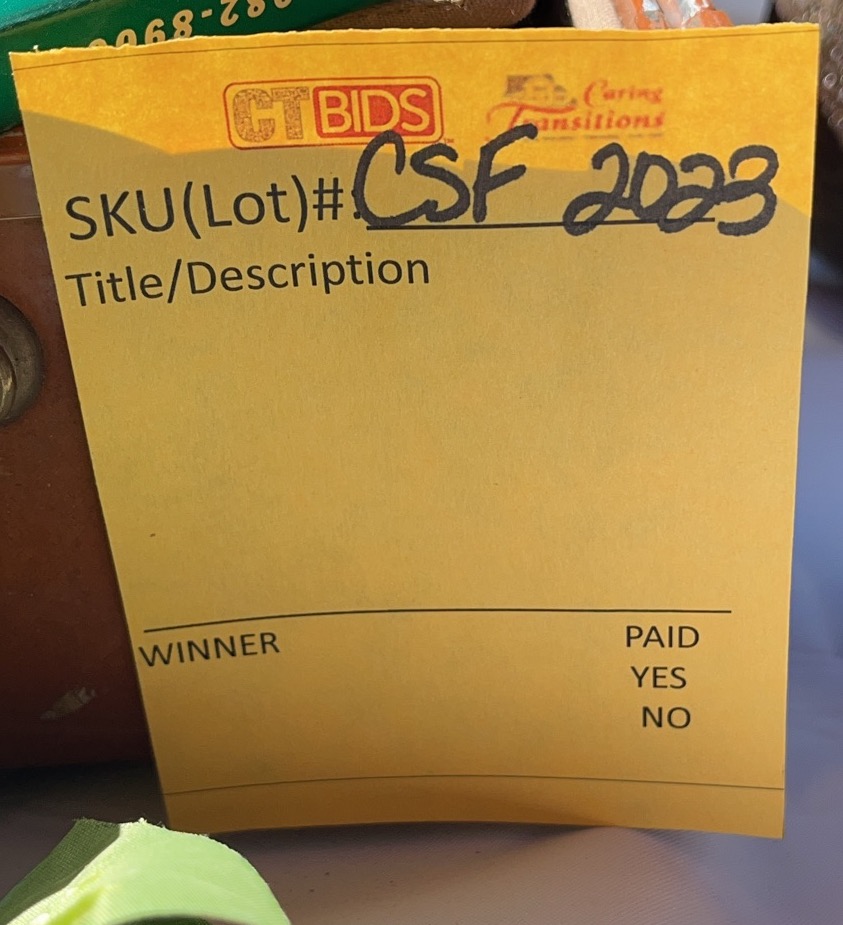 CTBIDS
Caring
Transitions
SKU(Lot)#: CSF 2023
Title/Description
WINNER
PAID
YES
NO